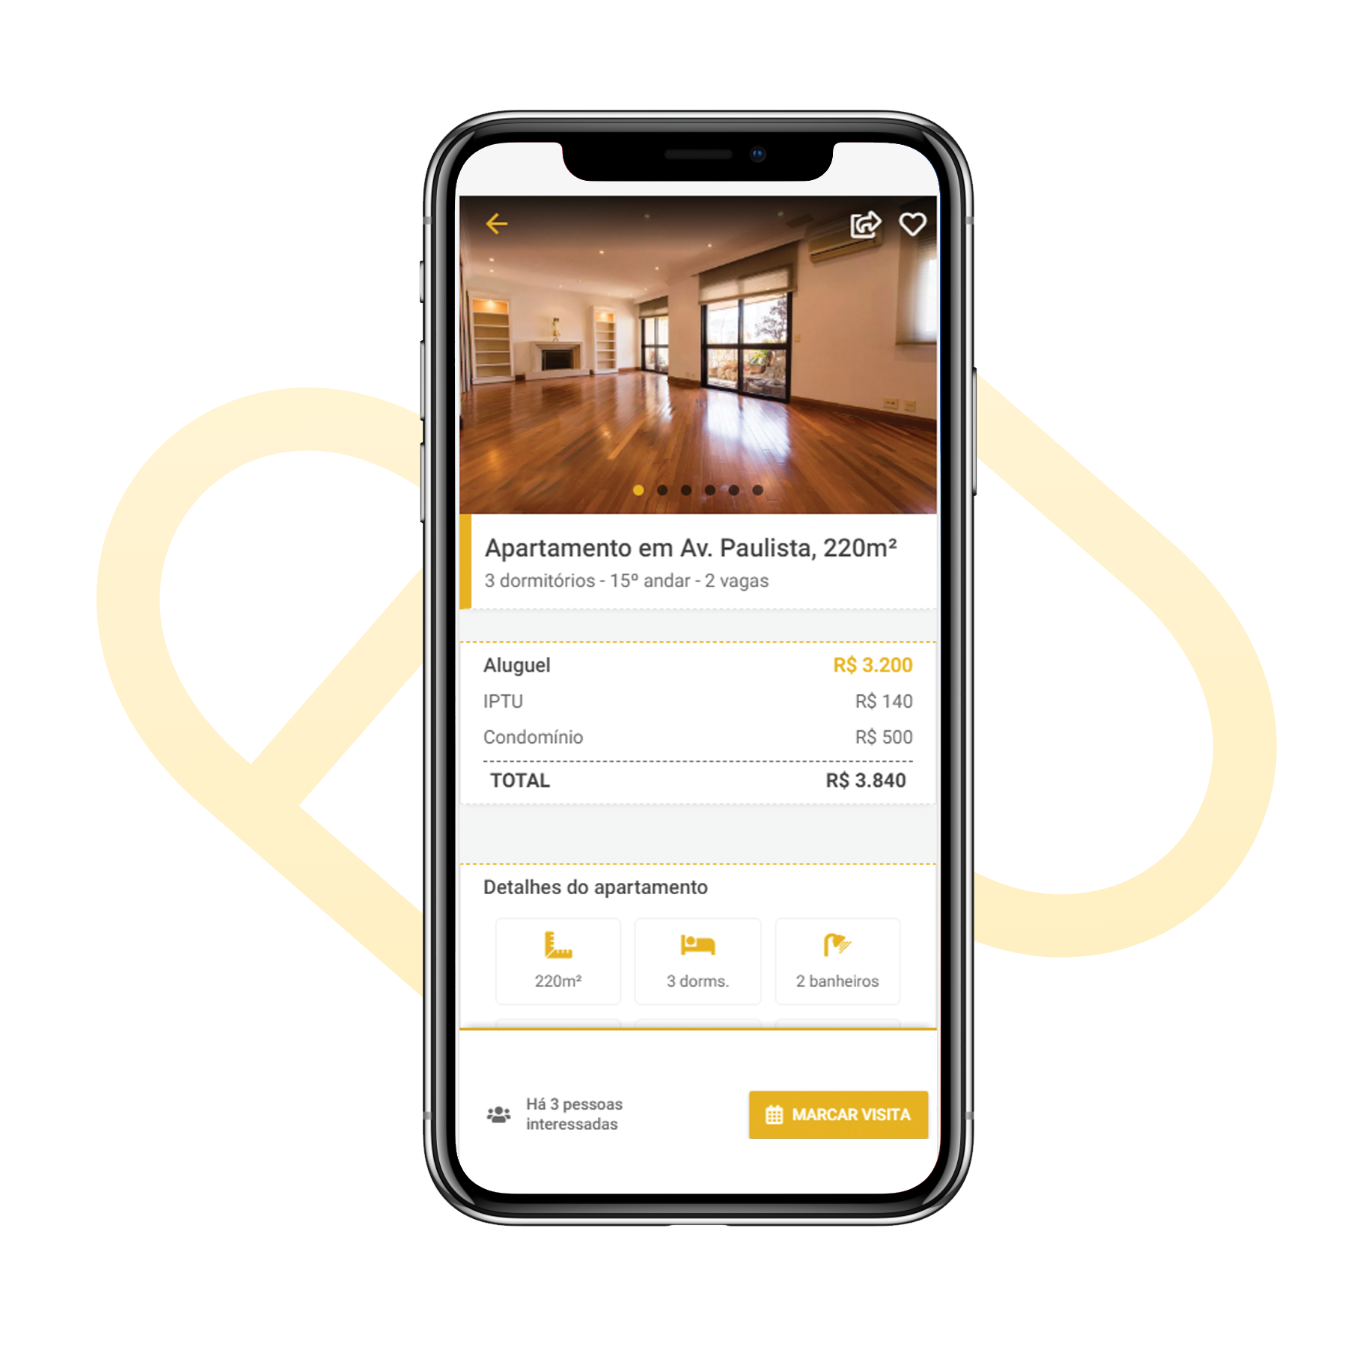 Apartamento em Av. Paulista, 220m²
3 dormitórios - 15º andar - 2 vagas
Aluguel R$ 3.200
IPTU R$ 140
Condomínio R$ 500
TOTAL R$ 3.840
Detalhes do apartamento
220m² 3 dorms. 2 banheiros
Há 3 pessoas
interessadas
MARCAR VISITA